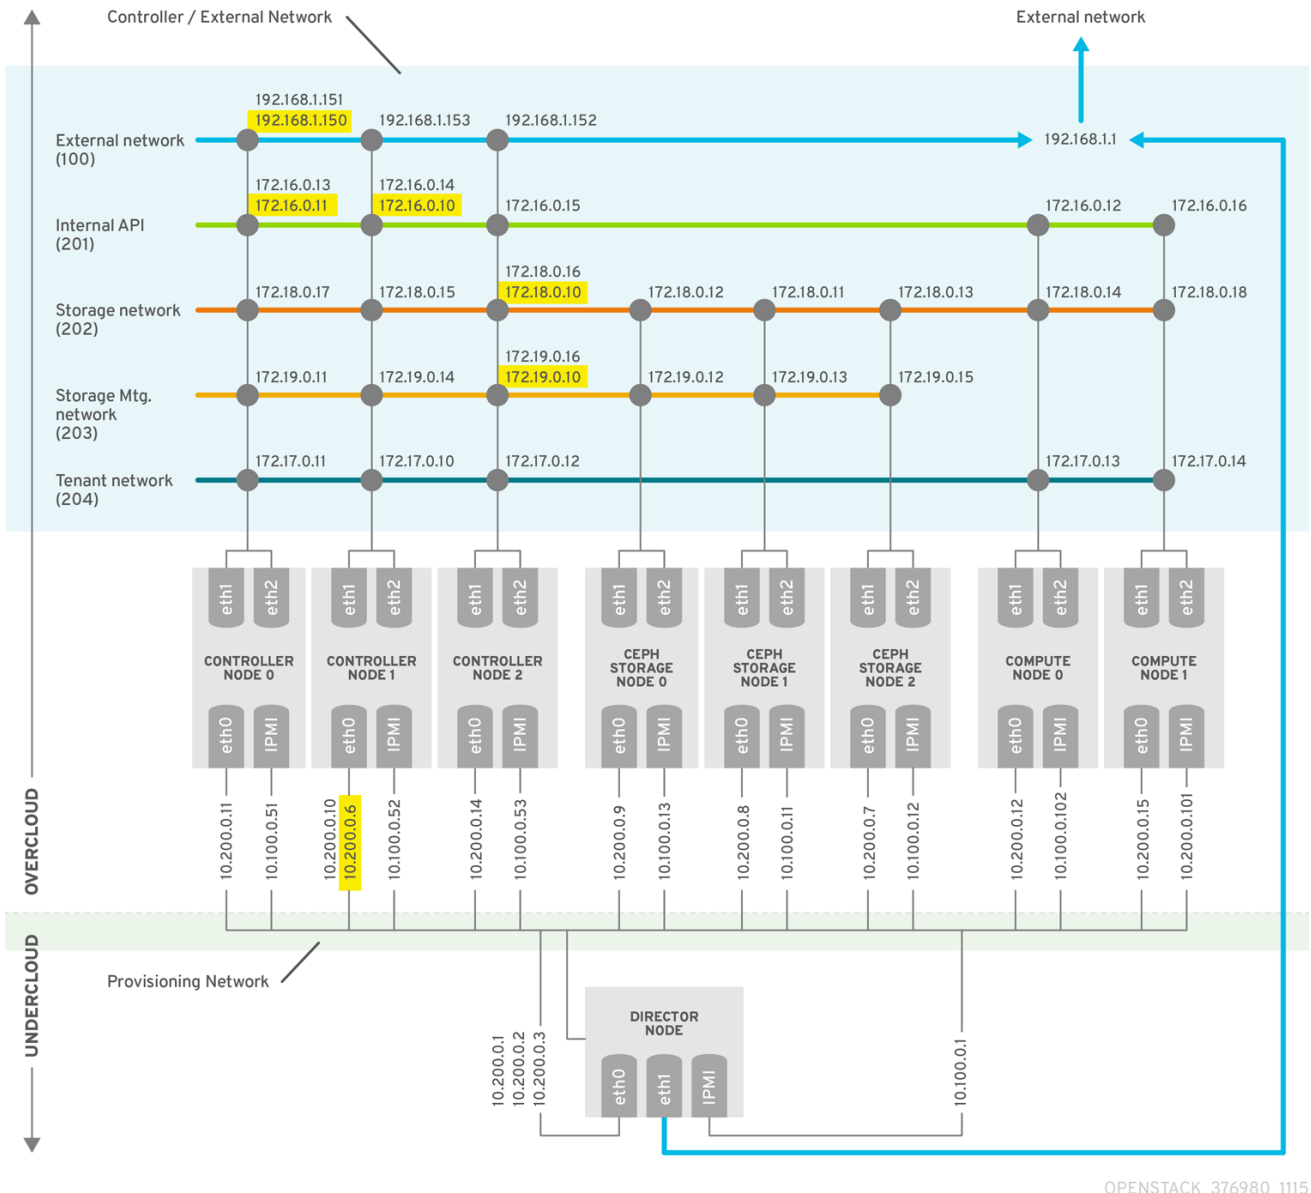 Controller / External Network
External network
192.168.1.151
192.168.1.150
192.168.1.153
192.168.1.152
External network
(100)
192.168.1.1
172.16.0.13
172.16.0.11
172.16.0.14
172.16.0.10
172.16.0.15
172.16.0.12
172.16.0.16
Internal API
(201)
172.18.0.16
172.18.0.10
172.18.0.17
172.18.0.15
172.18.0.12
172.18.0.11
172.18.0.13
172.18.0.14
172.18.0.18
Storage network
(202)
172.19.0.16
172.19.0.10
172.19.0.11
172.19.0.14
172.19.0.12
172.19.0.13
172.19.0.15
Storage Mtg.
network
(203)
172.17.0.11
172.17.0.10
172.17.0.12
172.17.0.13
172.17.0.14
Tenant network
(204)
eth1
eth2
eth1
eth2
eth1
eth2
eth1
eth2
eth1
eth2
eth1
eth2
eth1
eth2
eth1
eth2
CONTROLLER
NODE 0
CONTROLLER
NODE 1
CONTROLLER
NODE 2
CEPH
STORAGE
NODE 0
CEPH
STORAGE
NODE 1
CEPH
STORAGE
NODE 2
COMPUTE
NODE 0
COMPUTE
NODE 1
eth0
IPMI
eth0
IPMI
eth0
IPMI
eth0
IPMI
eth0
IPMI
eth0
IPMI
eth0
IPMI
eth0
IPMI
OVERCLOUD
10.200.0.11
10.100.0.51
10.200.0.10
10.200.0.6
10.100.0.52
10.200.0.14
10.100.0.53
10.200.0.9
10.100.0.13
10.200.0.8
10.100.0.11
10.200.0.7
10.100.0.12
10.200.0.12
10.100.0.102
10.200.0.15
10.200.0.101
UNDERCLOUD
Provisioning Network
DIRECTOR
NODE
10.200.0.1
10.200.0.2
10.200.0.3
eth0
eth1
IPMI
10.100.0.1
OPENSTACK_376980_1115